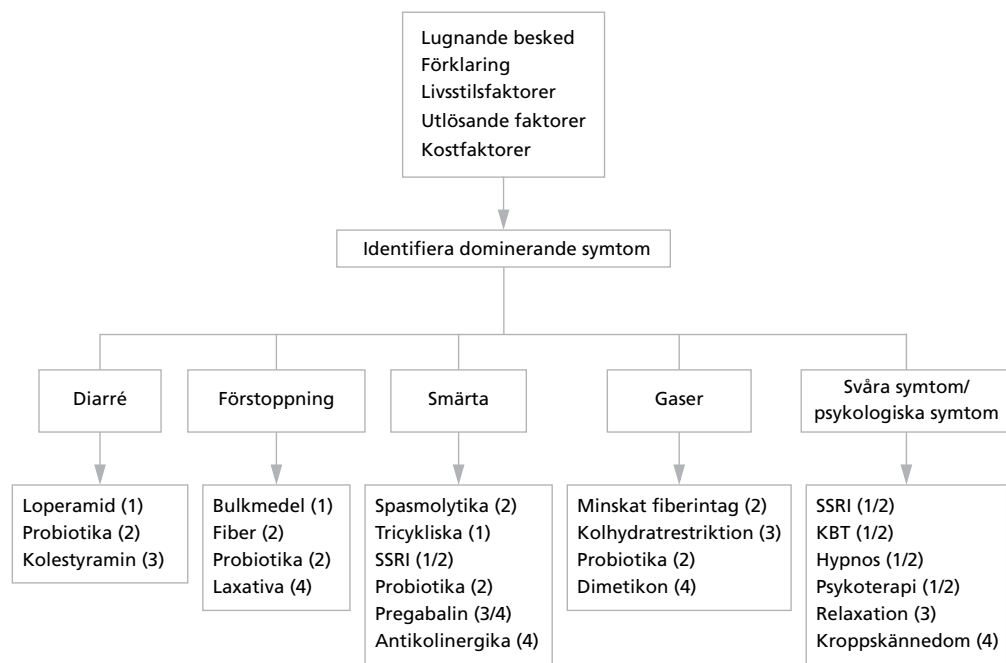 Lugnande besked
Förklaring
Livsstilsfaktorer
Utlösande faktorer
Kostfaktorer
Identifiera dominerande symtom
Diarré
Förstoppning
Smärta
Gaser
Svåra symtom/
psykologiska symtom
Loperamid (1)
Probiotika (2)
Kolestyramin (3)
Bulkmedel (1)
Fiber (2)
Probiotika (2)
Laxativa (4)
Spasmolytika (2)
Tricykliska (1)
SSRI (1/2)
Probiotika (2)
Pregabalin (3/4)
Antikolinergika (4)
Minskat fiberintag (2)
Kolhydratrestriktion (3)
Probiotika (2)
Dimetikon (4)
SSRI (1/2)
KBT (1/2)
Hypnos (1/2)
Psykoterapi (1/2)
Relaxation (3)
Kroppskännedom (4)